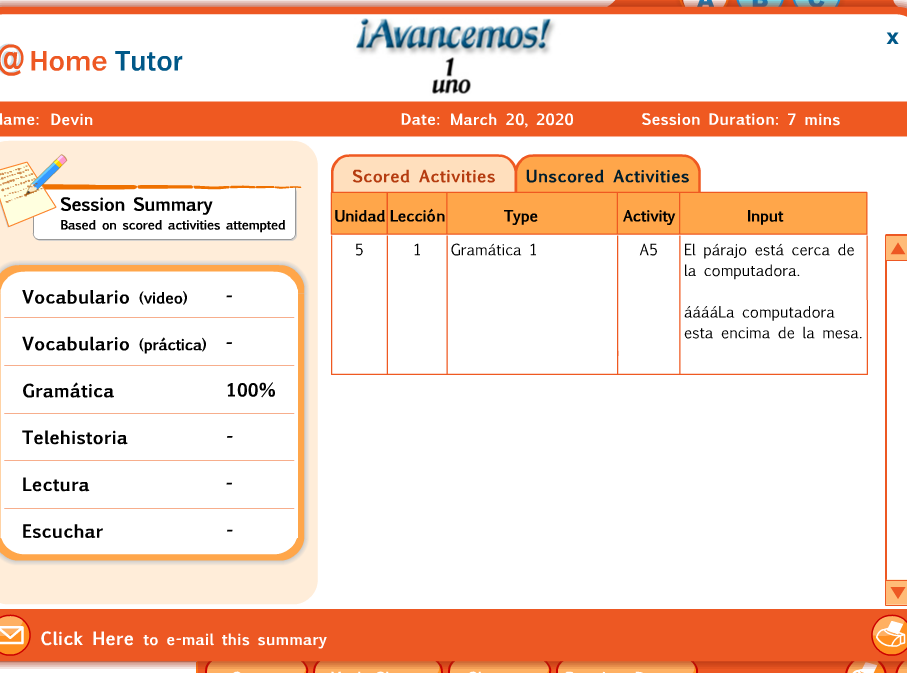 A B C
¡Avancemos!
1
uno
x
@Home Tutor
Name: Devin
Date: March 20, 2020
Session Duration: 7 mins
Session Summary
Based on scored activities attempted
Vocabulario (video) -
Vocabulario (práctica) -
Gramática 100%
Telehistoria -
Lectura -
Escuchar -
Scored Activities
Unscored Activities
Unidad Lección Type Activity Input
5 1 Gramática 1 A5 El párajo está cerca de
la computadora.
ááááLa computadora
esta encima de la mesa.
Click Here to e-mail this summary